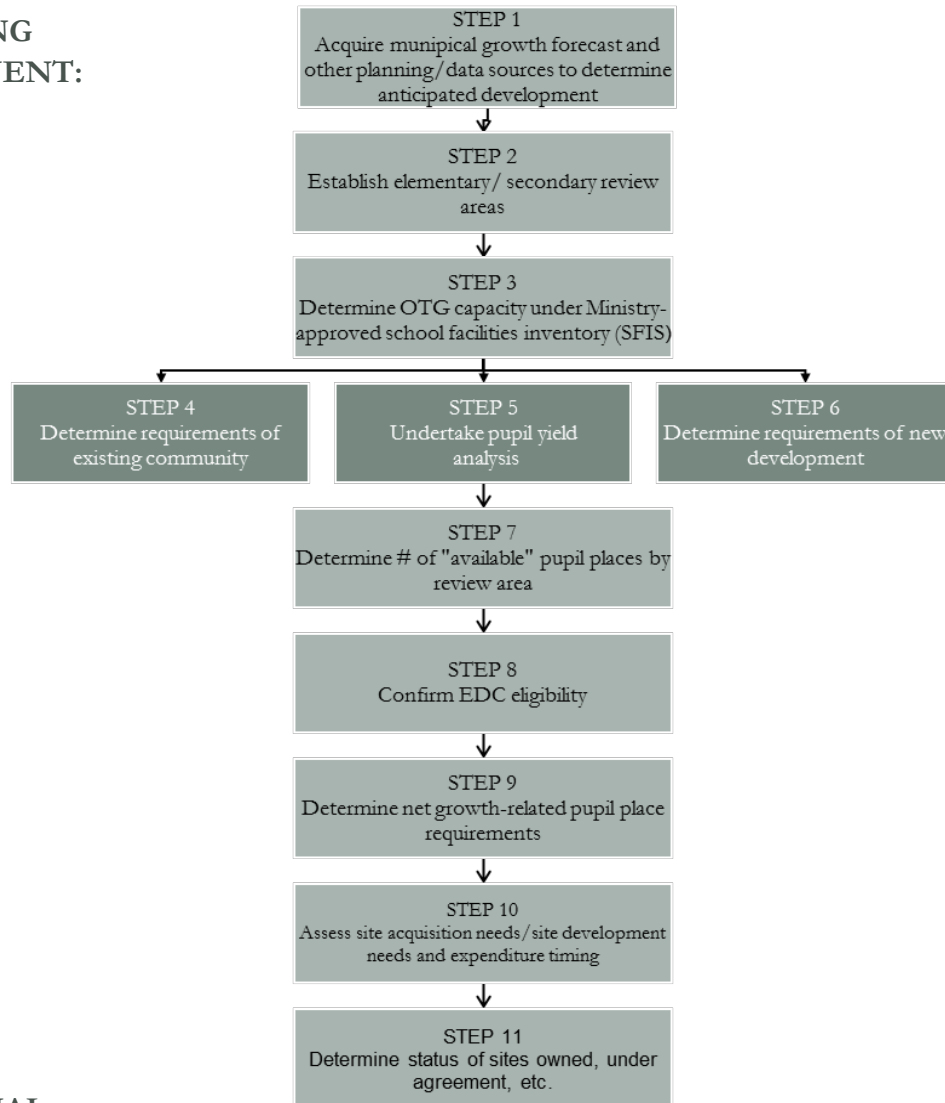 NG
MENT:
STEP 1
Acquire munipical growth forecast and
other planning/data sources to determine
anticipated development
STEP 2
Establish elementary/ secondary review
areas
STEP 3
Determine OTG capacity under Ministry-
approved school facilities inventory (SFIS)
STEP 4
Determine requirements of
existing community
STEP 5
Undertake pupil yield
analysis
STEP 6
Determine requirements of new
development
STEP 7
Determine # of "available" pupil places by
review area
STEP 8
Confirm EDC eligibility
STEP 9
Determine net growth-related pupil place
requirements
STEP 10
Assess site acquisition needs/site development
needs and expenditure timing
STEP 11
Determine status of sites owned, under
agreement, etc.